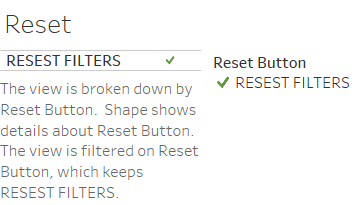 Reset
RESEST FILTERS
The view is broken down by
Reset Button. Shape shows
details about Reset Button.
The view is filtered on Reset
Button, which keeps
RESEST FILTERS.
Reset Button
RESEST FILTERS